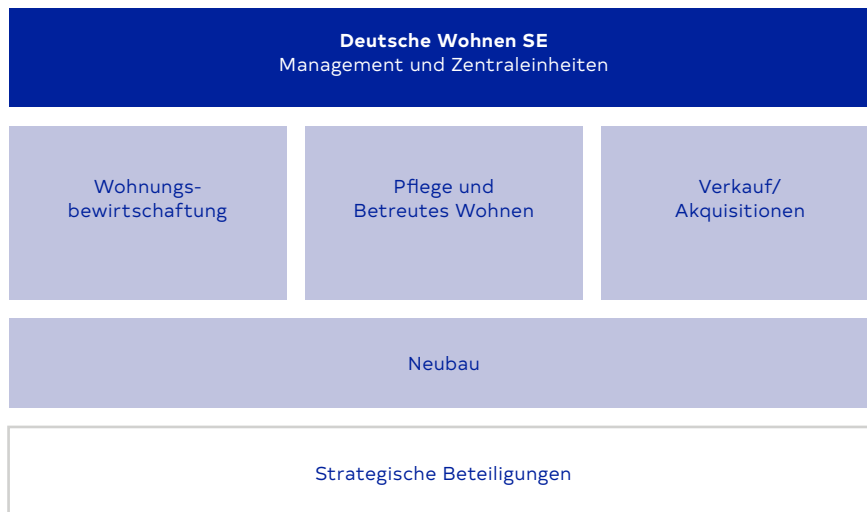 Deutsche Wohnen SE
Management und Zentraleinheiten
Wohnungs-
bewirtschaftung
Pflege und
Betreutes Wohnen
Verkauf/
Akquisitionen
Neubau
Strategische Beteiligungen